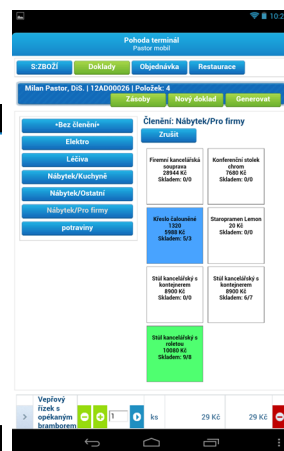 10:2
Pohoda terminál
Pastor mobil
S:ZBOŽÍ Doklady Objednávka Restaurace
Milan Pastor, DiS. | 12AD00026 | Položek: 4
Zásoby Nový doklad Generovat
-Bez členění-
Elektro
Léčiva
Nábytek/Kuchyně
Nábytek/Ostatní
Nábytek/Pro firmy
potraviny
Členění: Nábytek/Pro firmy
Zrušit
Firemní kancelářská
souprava
28944 Kč
Skladem: 0/0
Konferenční stolek
chrom
7680 Kč
Skladem: 0/0
Křeslo čalouněné
1320
5988 Kč
Skladem: 5/3
Staropramen Lemon
20 Kč
Skladem: 0/0
Stůl kancelářský s
kontejnerem
8900 Kč
Skladem: 0/0
Stůl kancelářský s
kontejnerem
8900 Kč
Skladem: 6/7
Stůl kancelářský s
roletou
10080 Kč
Skladem: 9/8
Vepřový
řízek s
opékaným
bramborem
1 ks 29 Kč 29 Kč